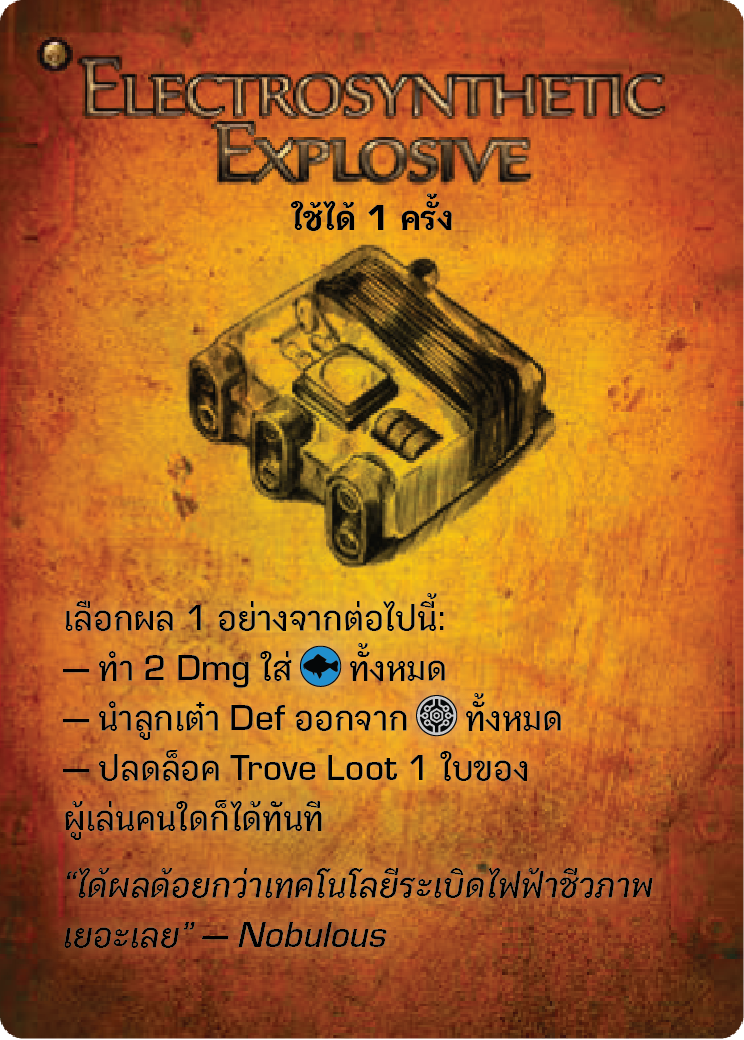 ELECTROSYNTHETIC
EXPLOSIVE
ใช้ได้ 1 ครั้ง
เลือกผล 1 อย่างจากต่อไปนี้:
— ทำ 2 Dmg ใส่ ทั้งหมด
— นำลูกเต๋า Def ออกจาก ทั้งหมด
— ปลดล็อค Trove Loot 1 ใบของ
ผู้เล่นคนใดก็ได้ทันที
“ได้ผลด้อยกว่าเทคโนโลยีระเบิดไฟฟ้าชีวภาพ
เยอะเลย” — Nobulous